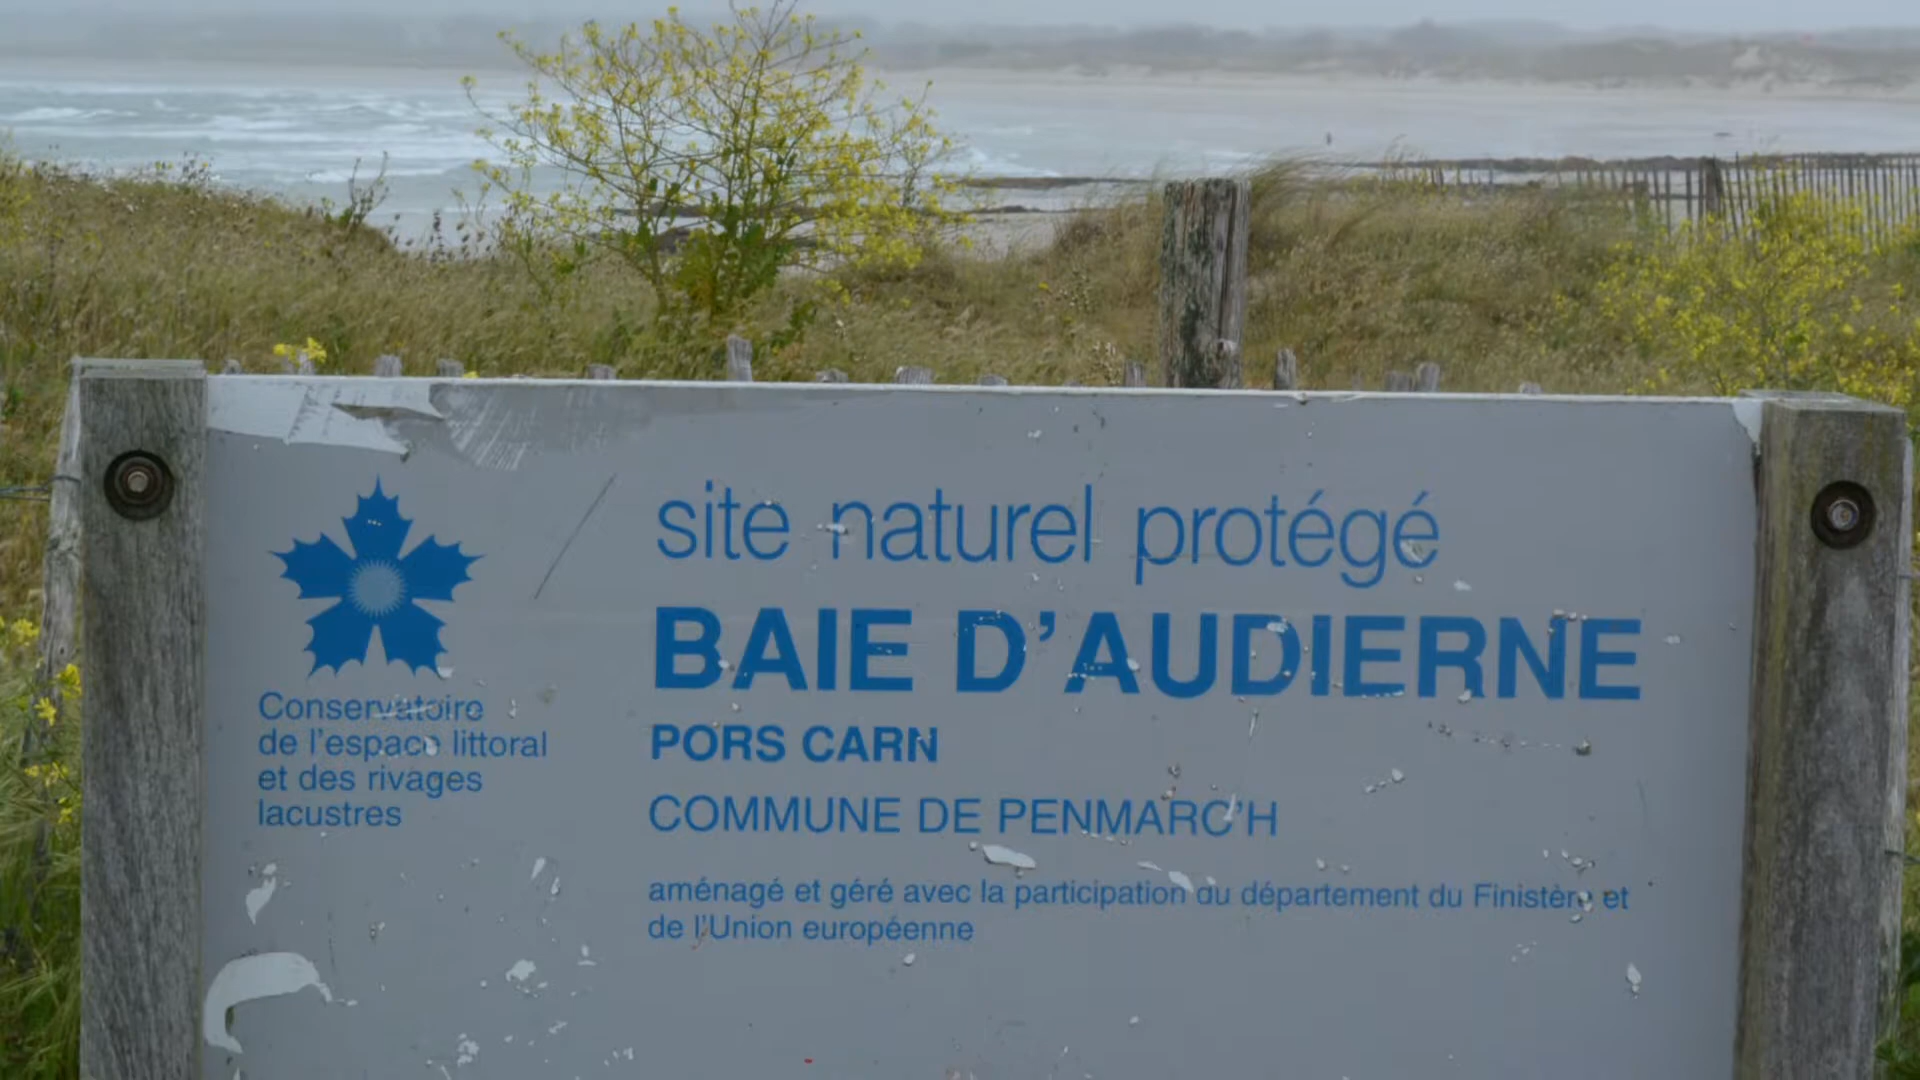 site naturel protégé
BAIE D'AUDIERNE
PORS CARN
COMMUNE DE PENMARC'H
aménagé et géré avec la participation du département du Finistère et
de l'Union européenne
Conservatoire
de l'espace littoral
et des rivages
lacustres